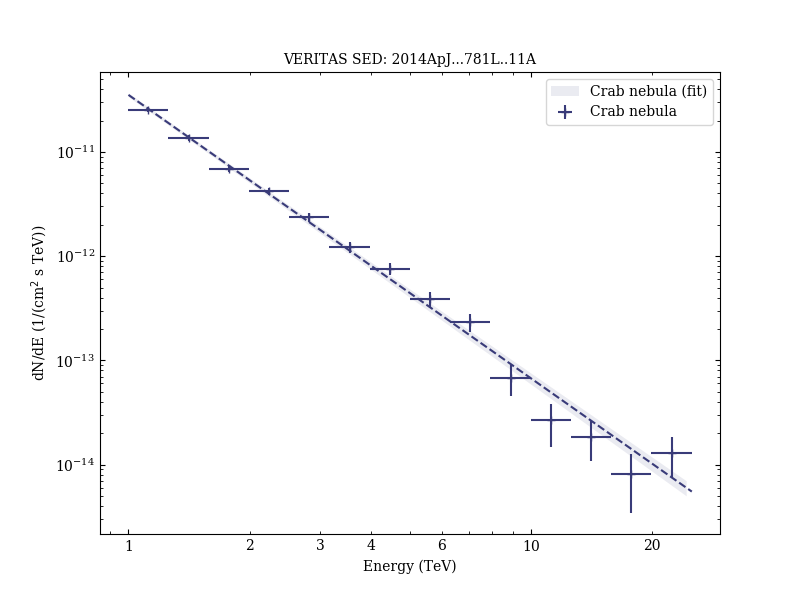 VERITAS SED: 2014ApJ...781L..11A
Crab nebula (fit)
Crab nebula
dN/dE (1/(cm² s TeV))
10⁻¹¹
10⁻¹²
10⁻¹³
10⁻¹⁴
1 2 3 4 6 10 20
Energy (TeV)